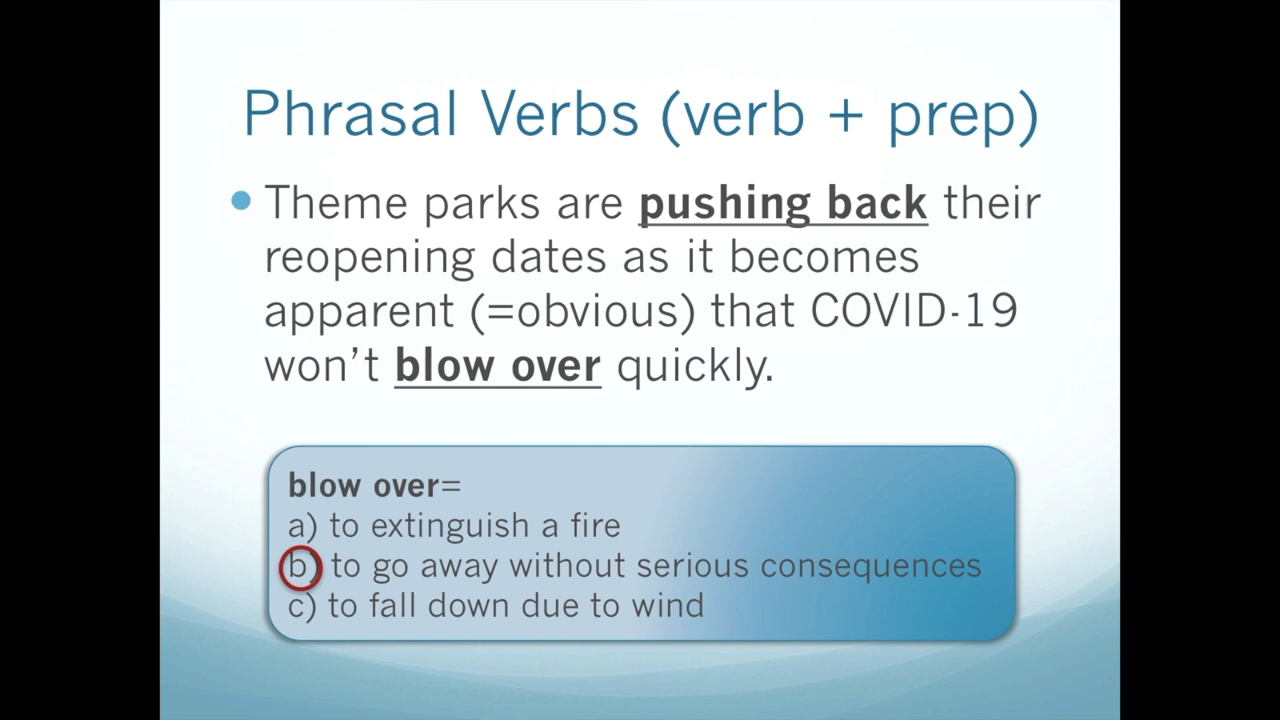 Phrasal Verbs (verb + prep)
• Theme parks are pushing back their
reopening dates as it becomes
apparent (=obvious) that COVID-19
won’t blow over quickly.
blow over=
a) to extinguish a fire
b) to go away without serious consequences
c) to fall down due to wind